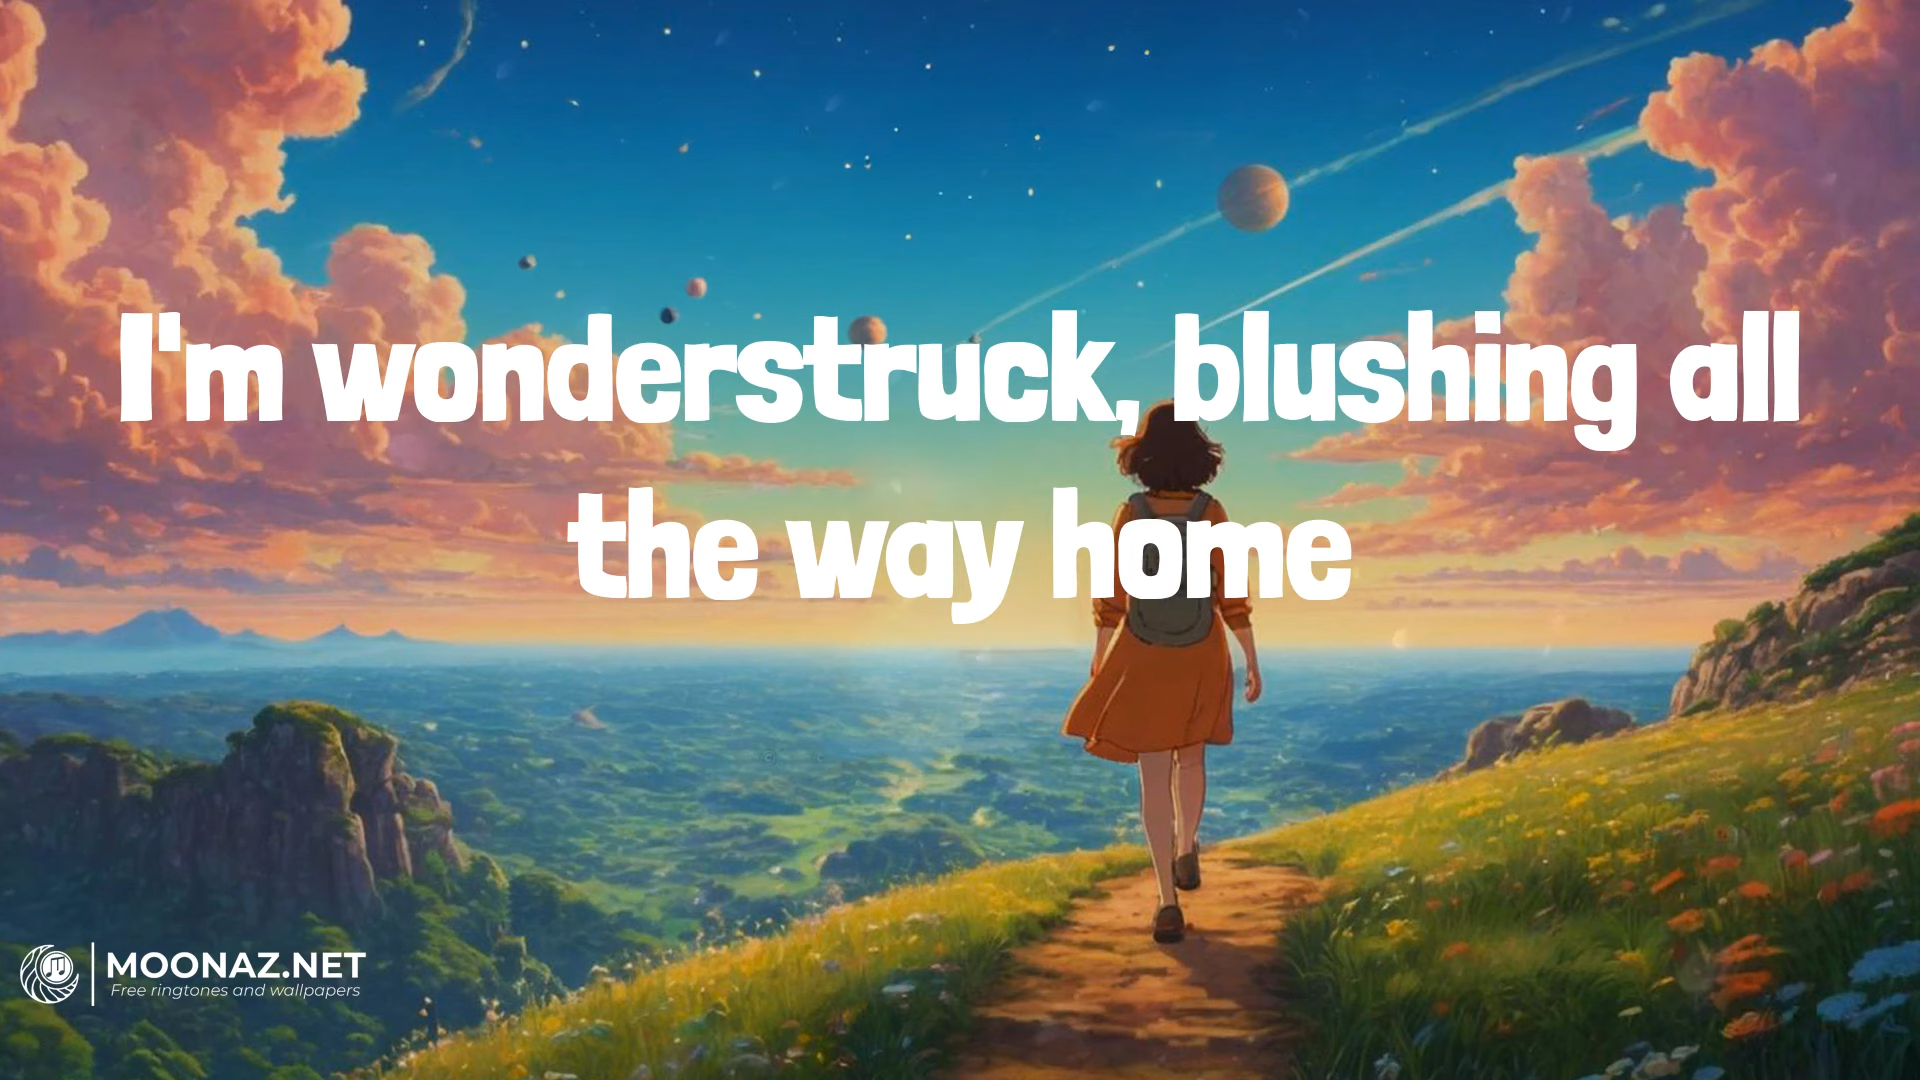 I'm wonderstruck, blushing all
the way home
MOONAZ.NET
Free ringtones and wallpapers